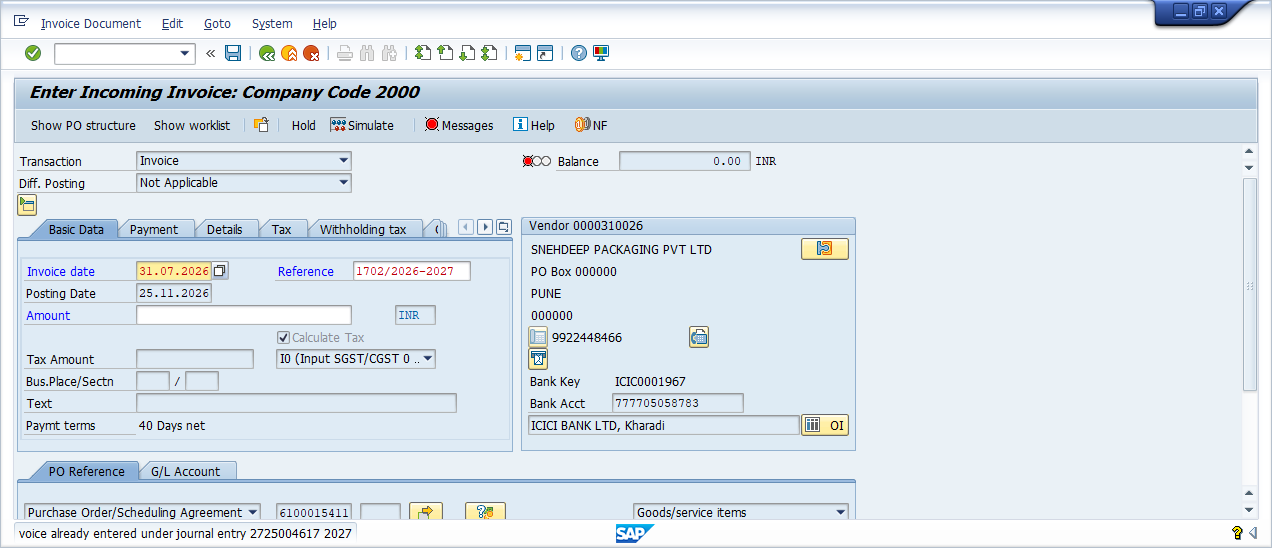 Invoice Document Edit Goto System Help
Enter Incoming Invoice: Company Code 2000
Show PO structure Show worklist Hold Simulate Messages Help NF
Transaction Invoice Balance 0.00 INR
Diff. Posting Not Applicable
Basic Data Payment Details Tax Withholding tax
Vendor 0000310026
SNEHDEEP PACKAGING PVT LTD
Invoice date 31.07.2026 Reference 1702/2026-2027
PO Box 000000
Posting Date 25.11.2026
PUNE
Amount INR
000000
Calculate Tax
9922448466
Tax Amount I0 (Input SGST/CGST 0 ..
Bus.Place/Sectn /
Bank Key ICIC0001967
Text
Bank Acct 777705058783
Paymt terms 40 Days net
ICICI BANK LTD, Kharadi OI
PO Reference G/L Account
Purchase Order/Scheduling Agreement 6100015411 Goods/service items
voice already entered under journal entry 2725004617 2027
SAP